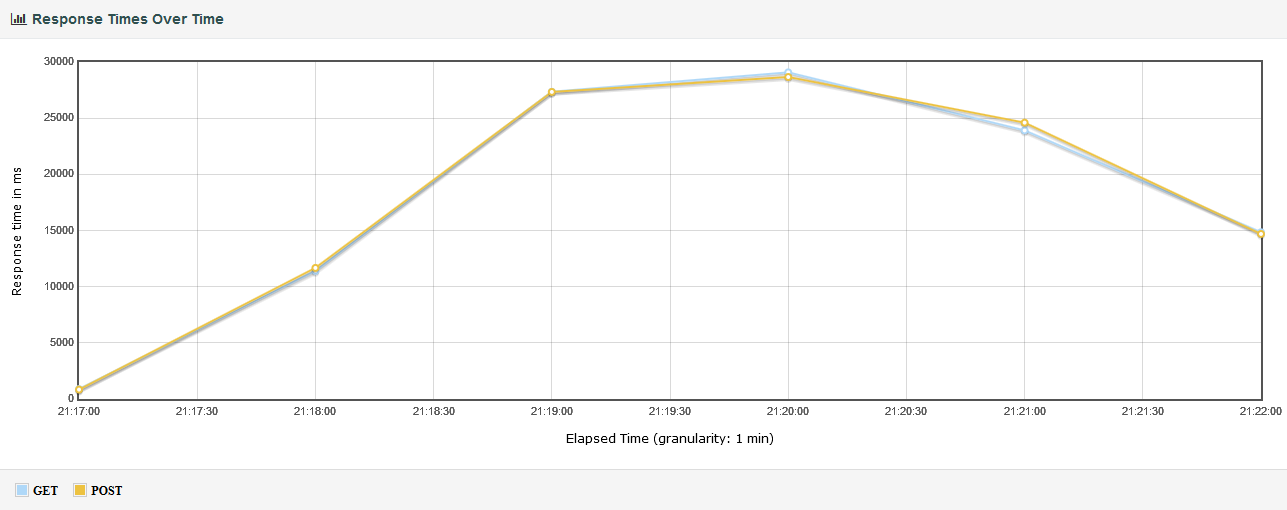 Response Times Over Time
30000
25000
20000
15000
10000
5000
0
Response time in ms
21:17:00 21:17:30 21:18:00 21:18:30 21:19:00 21:19:30 21:20:00 21:20:30 21:21:00 21:21:30 21:22:00
Elapsed Time (granularity: 1 min)
GET POST